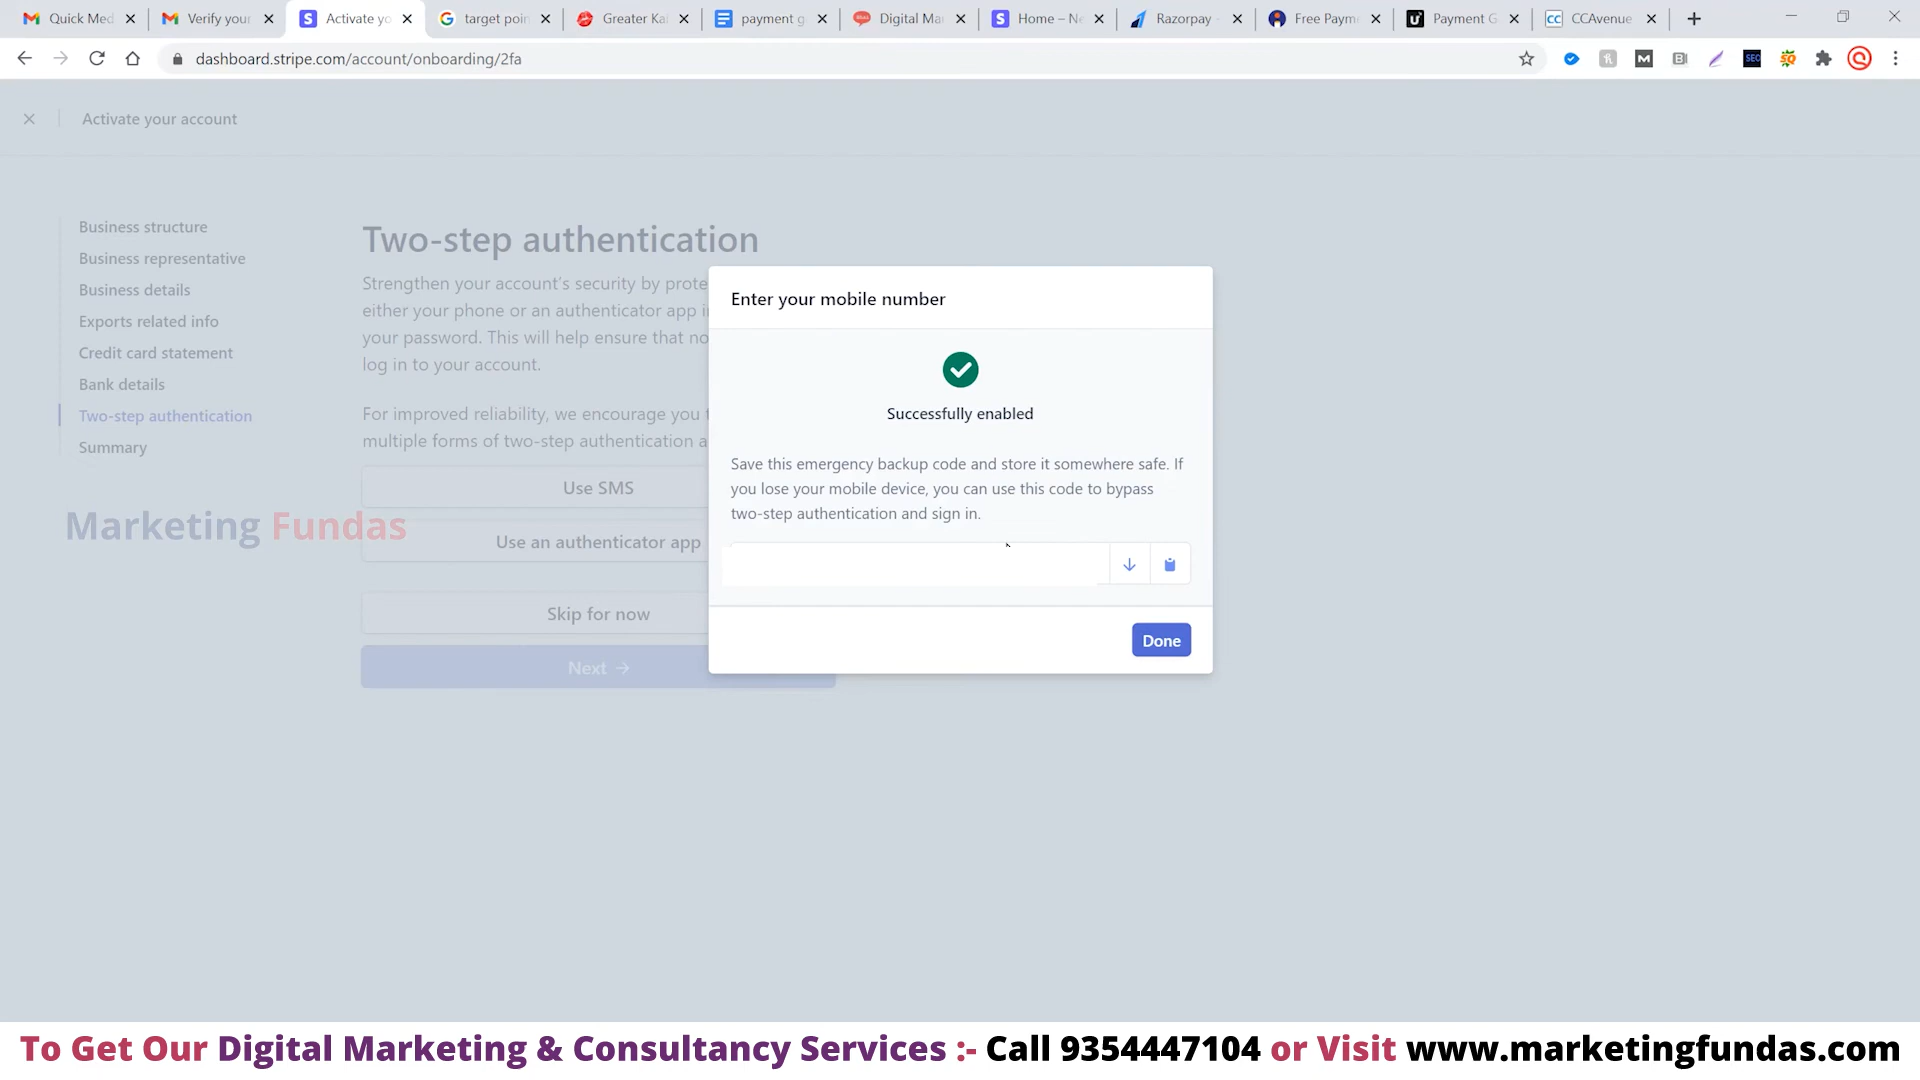 Quick Med
Verify your
Activate yo
target poin
Greater Kai
payment g
Digital Ma
Home – Ne
Razorpay -
Free Paym
Payment G
CCAvenue
dashboard.stripe.com/account/onboarding/2fa
Activate your account
Business structure
Business representative
Business details
Exports related info
Credit card statement
Bank details
Two-step authentication
Summary
Two-step authentication
Strengthen your account's security by prote
either your phone or an authenticator app i
your password. This will help ensure that no
log in to your account.
For improved reliability, we encourage you t
multiple forms of two-step authentication a
Use SMS
Use an authenticator app
Skip for now
Next →
Marketing Fundas
Enter your mobile number
Successfully enabled
Save this emergency backup code and store it somewhere safe. If
you lose your mobile device, you can use this code to bypass
two-step authentication and sign in.
Done
To Get Our Digital Marketing & Consultancy Services :- Call 9354447104 or Visit www.marketingfundas.com